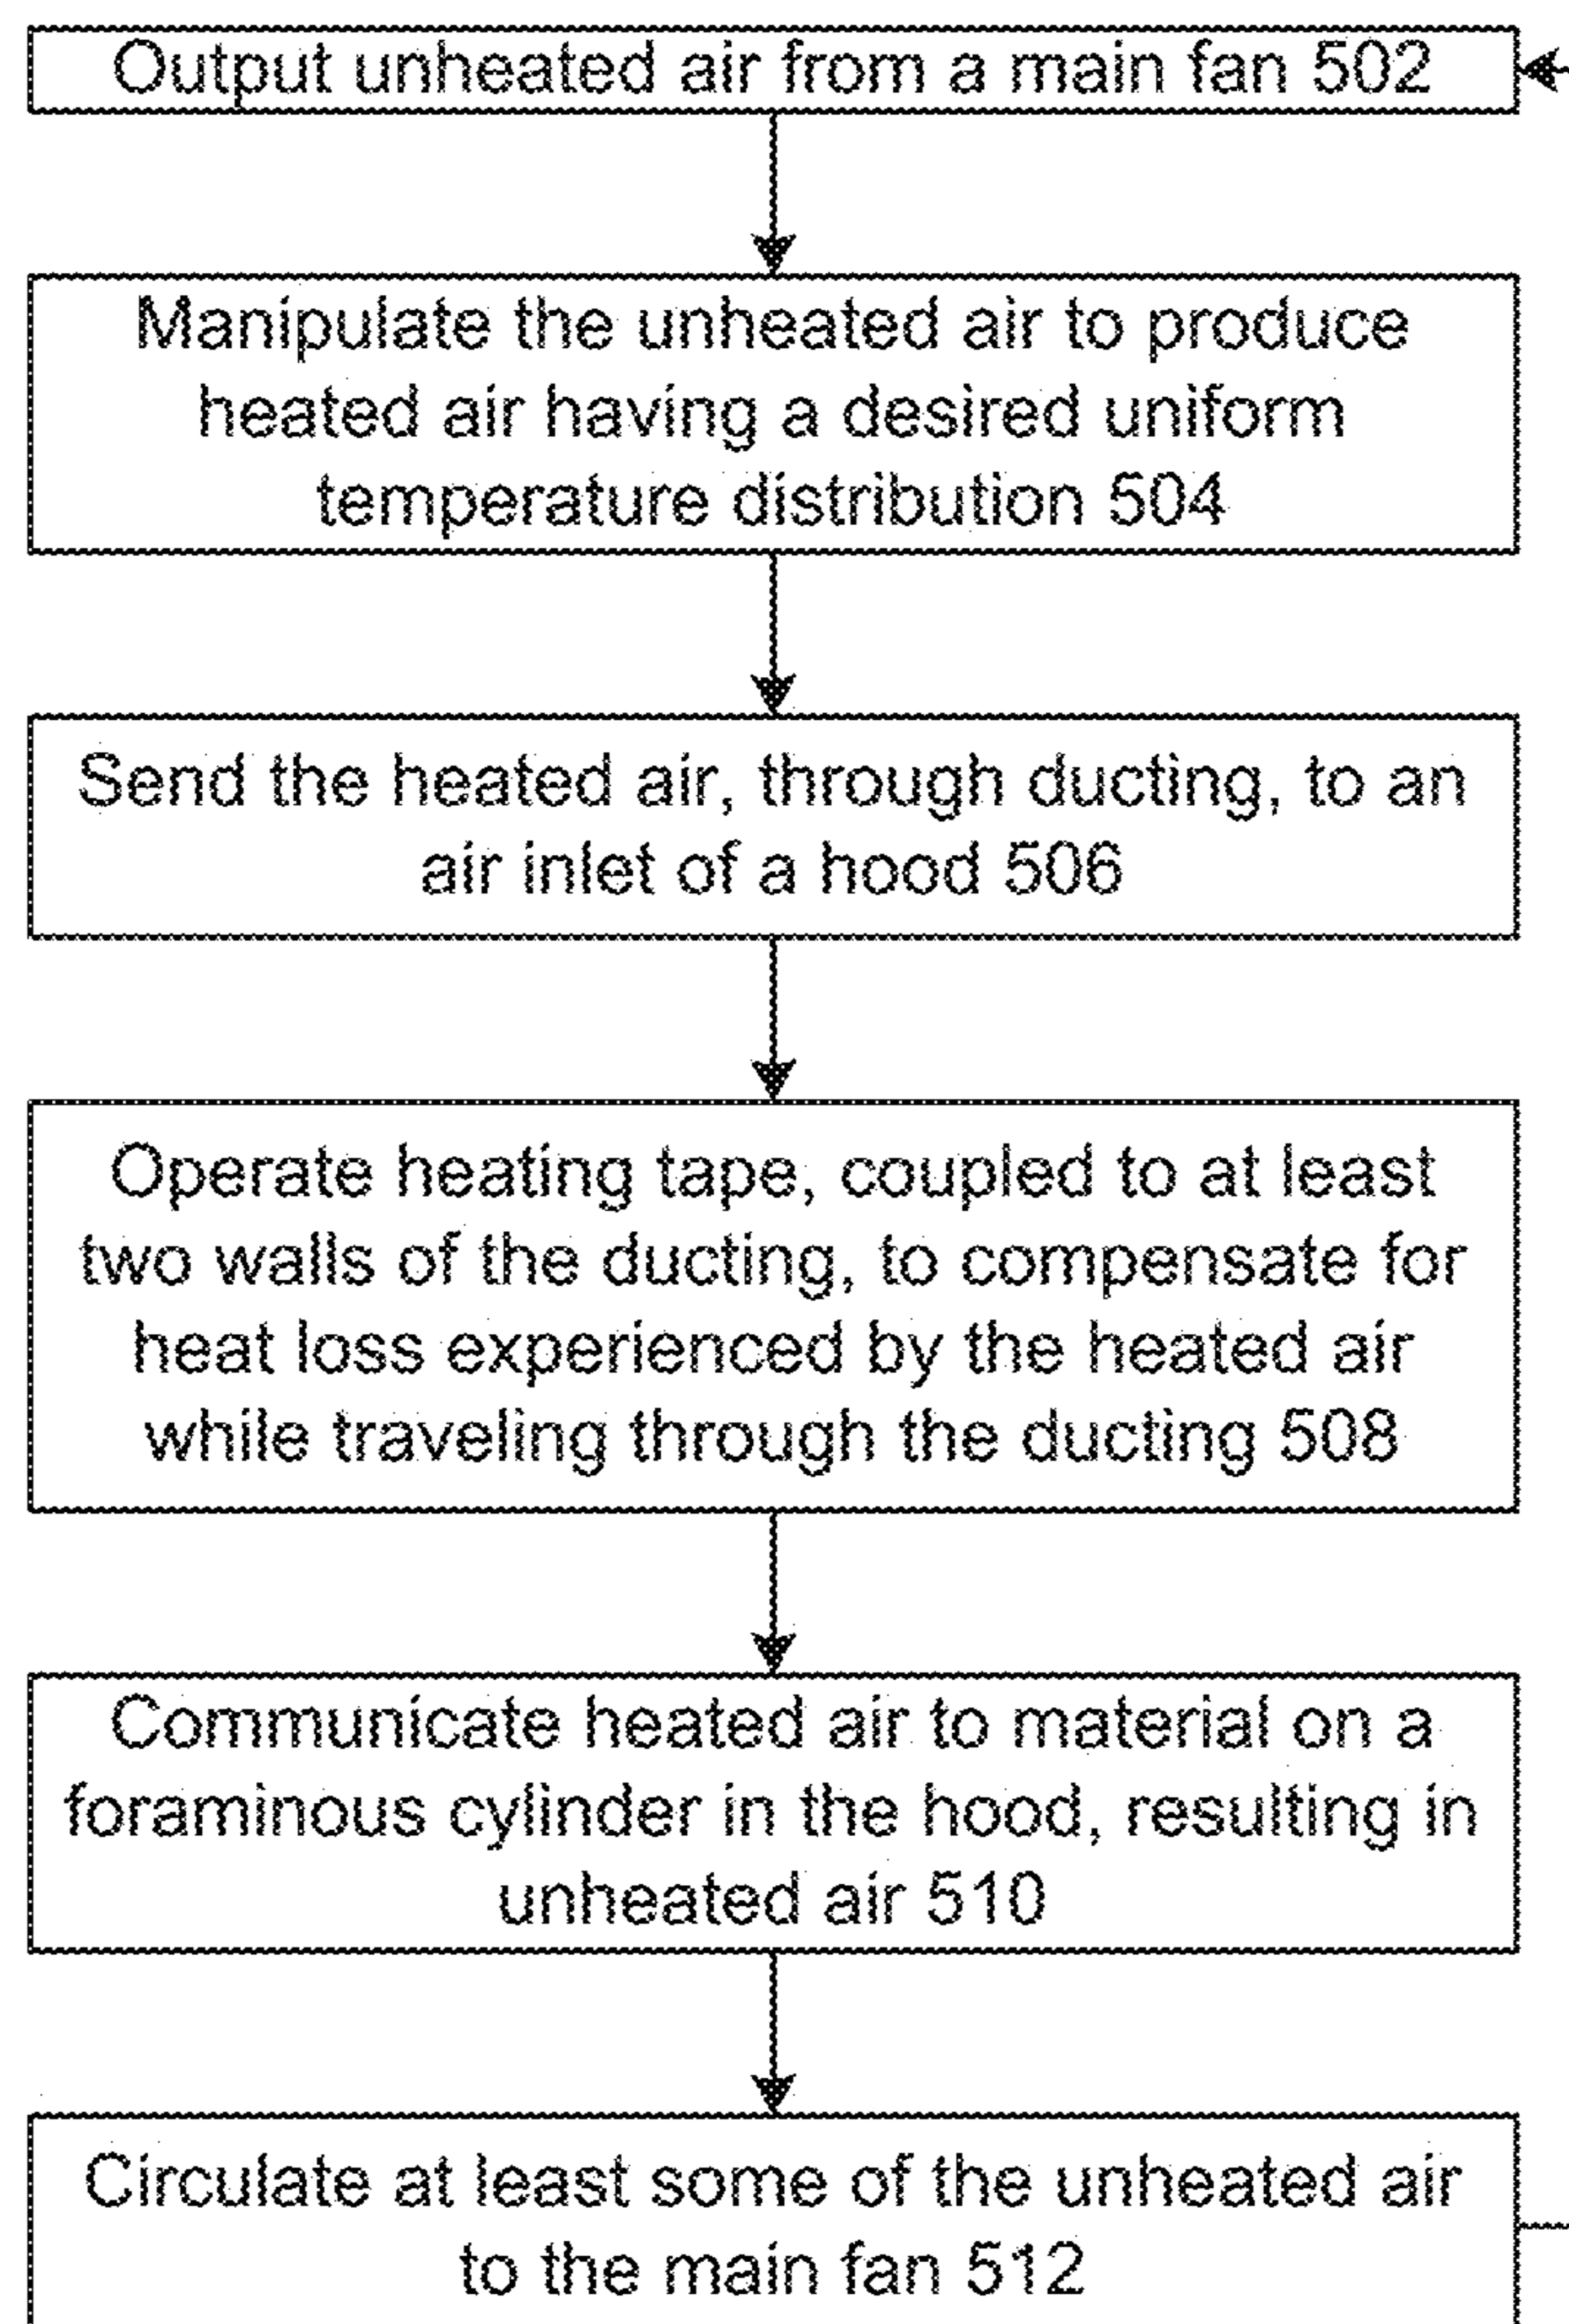 Output unheated air from a main fan 502
Manipulate the unheated air to produce
heated air having a desired uniform
temperature distribution 504
Send the heated air, through ducting, to an
air inlet of a hood 506
Operate heating tape, coupled to at least
two walls of the ducting, to compensate for
heat loss experienced by the heated air
while traveling through the ducting 508
Communicate heated air to material on a
foraminous cylinder in the hood, resulting in
unheated air 510
Circulate at least some of the unheated air
to the main fan 512